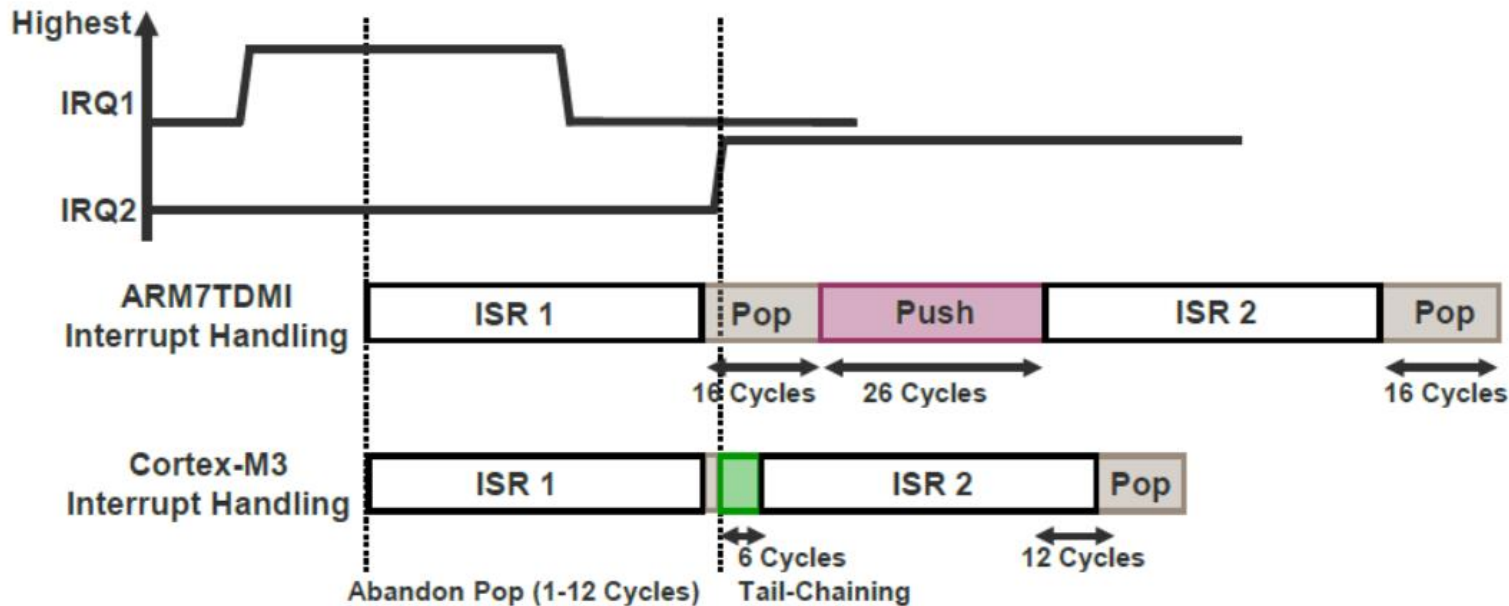 Highest
IRQ1
IRQ2
ARM7TDMI
Interrupt Handling
ISR 1
Pop
Push
ISR 2
Pop
16 Cycles
26 Cycles
16 Cycles
Cortex-M3
Interrupt Handling
ISR 1
ISR 2
Pop
6 Cycles
12 Cycles
Abandon Pop (1-12 Cycles)
Tail-Chaining